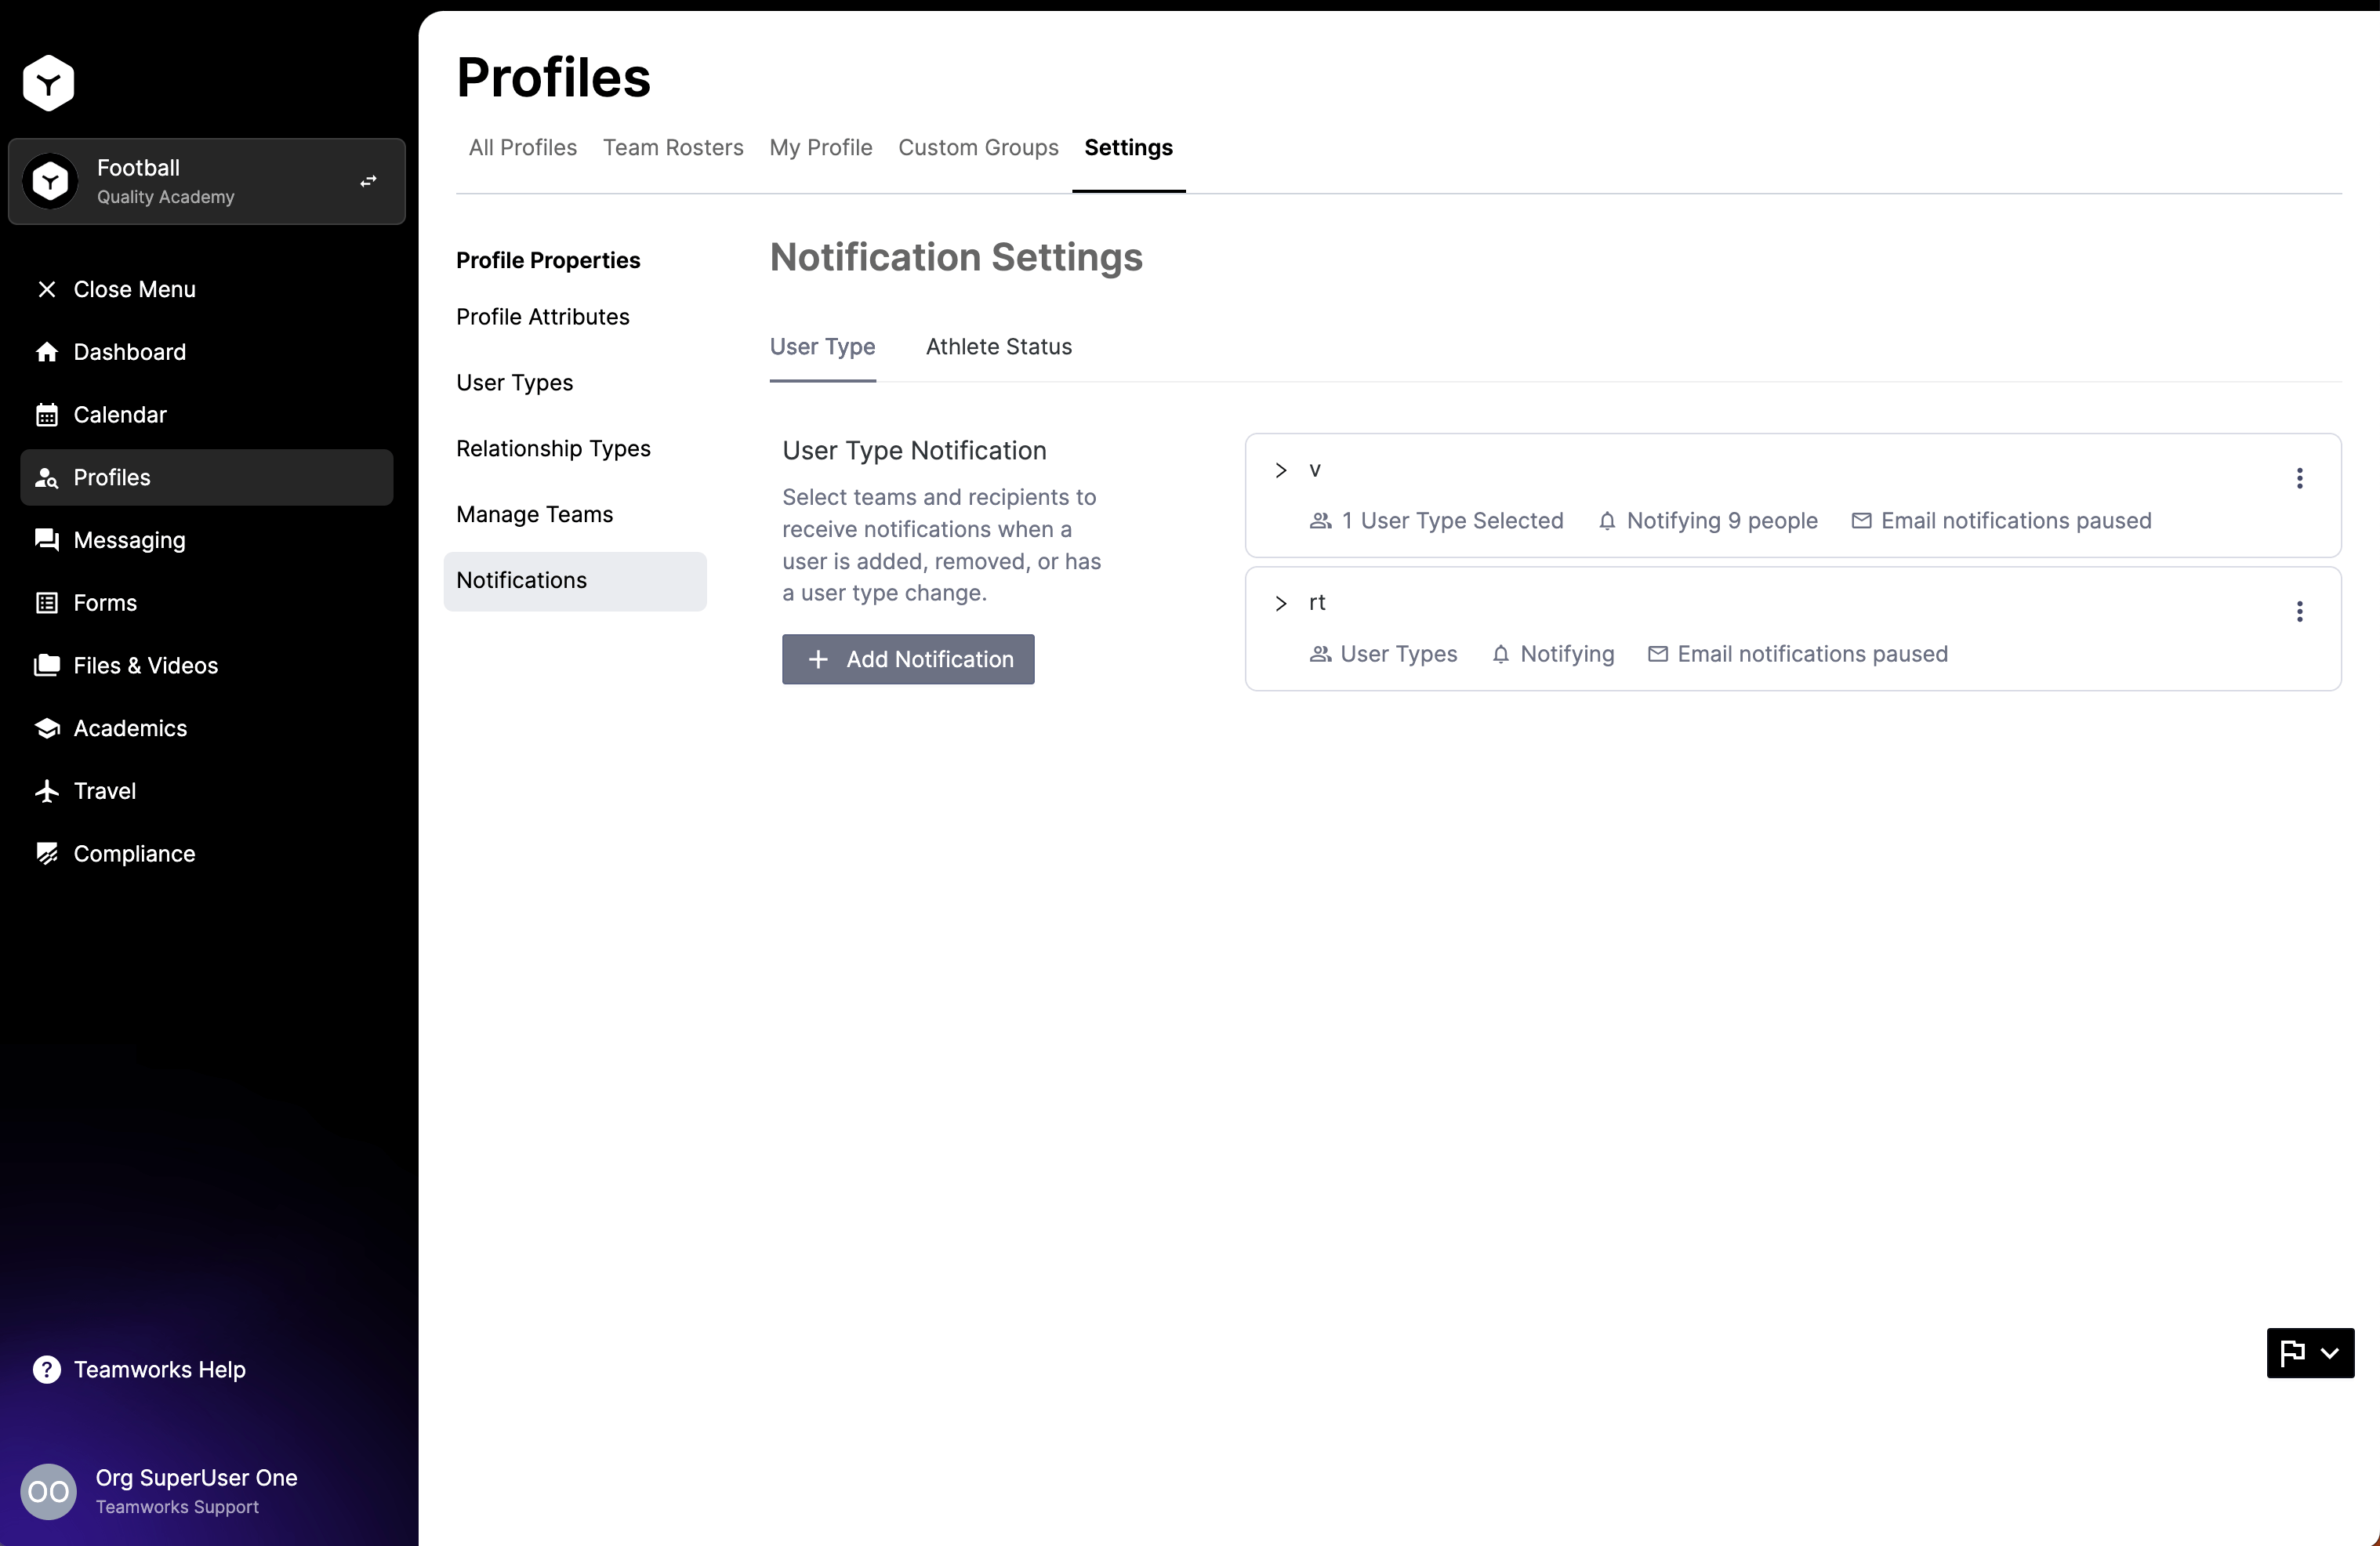 Football
Quality Academy
Close Menu
Dashboard
Calendar
Profiles
Messaging
Forms
Files & Videos
Academics
Travel
Compliance
Teamworks Help
OO
Org SuperUser One
Teamworks Support
Profiles
All Profiles Team Rosters My Profile Custom Groups Settings
Profile Properties
Profile Attributes
User Types
Relationship Types
Manage Teams
Notifications
Notification Settings
User Type Athlete Status
User Type Notification
Select teams and recipients to
receive notifications when a
user is added, removed, or has
a user type change.
Add Notification
v
1 User Type Selected Notifying 9 people Email notifications paused
rt
User Types Notifying Email notifications paused